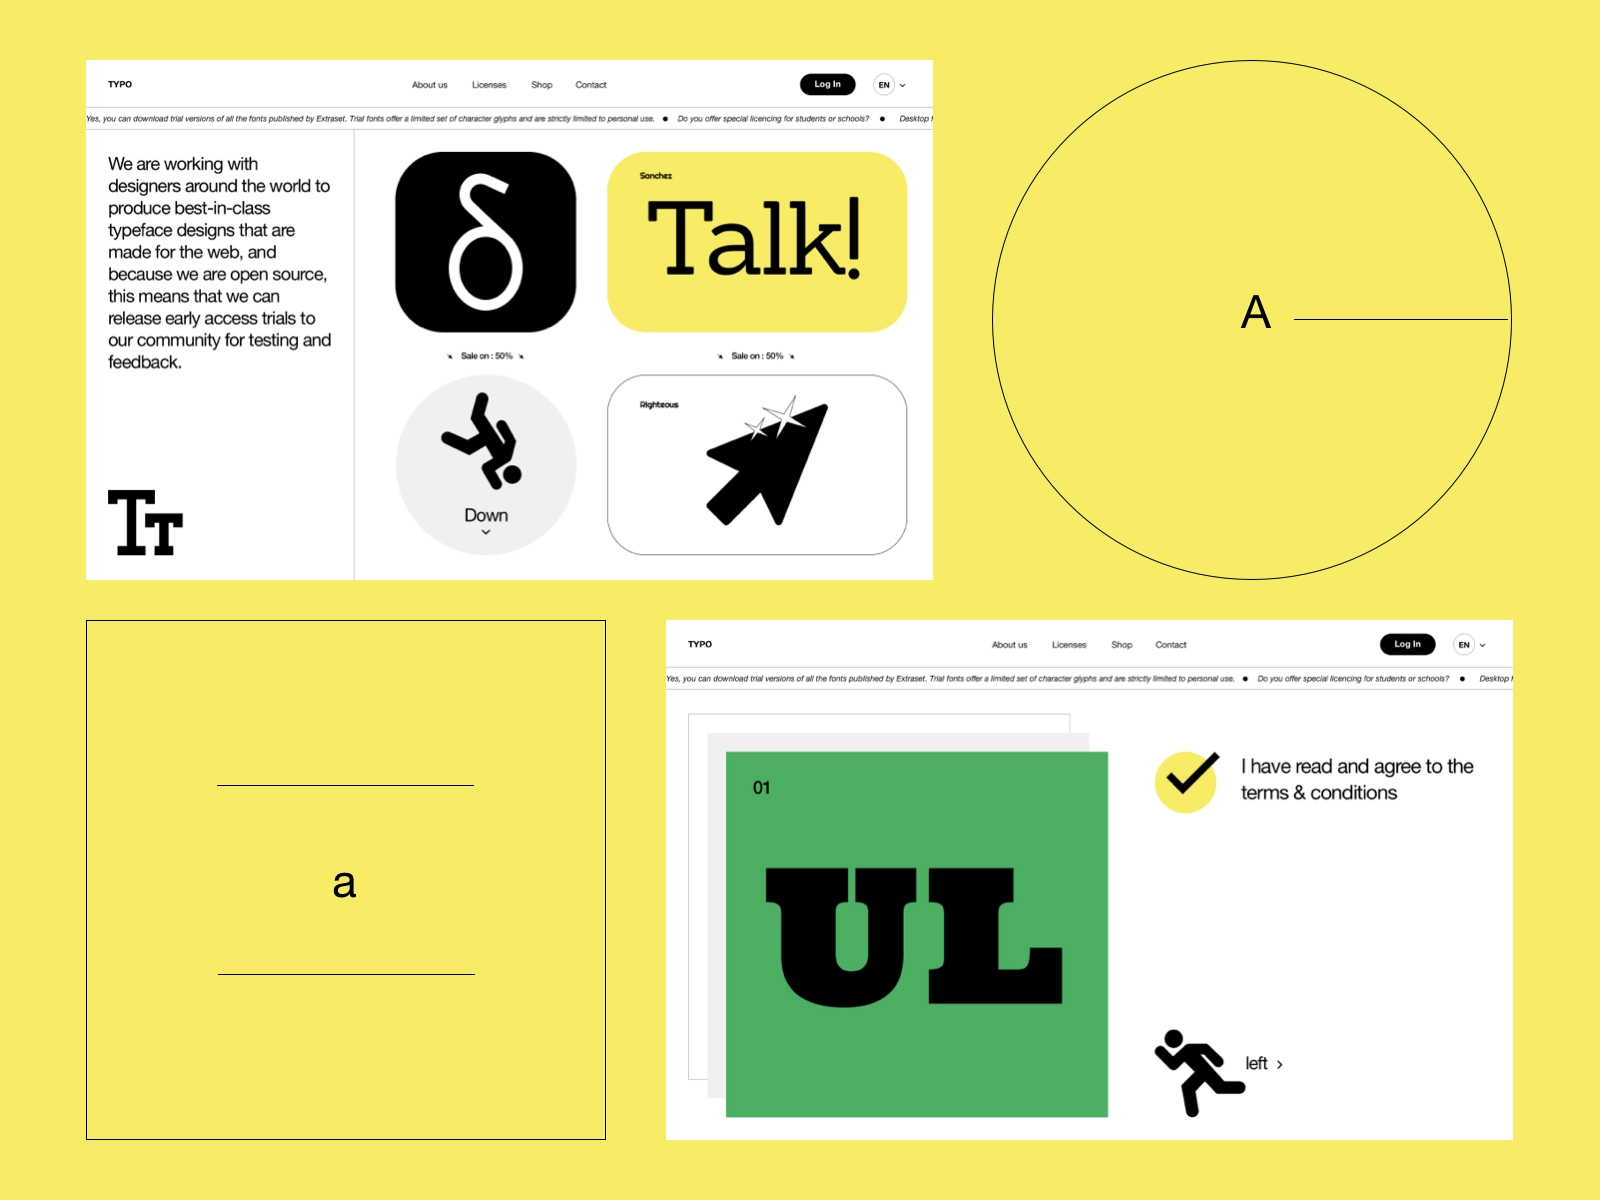 TYPO
About us
Licenses
Shop
Contact
Log In
EN
Yes, you can download trial versions of all the fonts published by Extraset. Trial fonts offer a limited set of character glyphs and are strictly limited to personal use. ● Do you offer special licencing for students or schools? ● Desktop f
We are working with
designers around the world to
produce best-in-class
typeface designs that are
made for the web, and
because we are open source,
this means that we can
release early access trials to
our community for testing and
feedback.
Tт
δ
Sanchez
Talk!
Sale on : 50%
Sale on : 50%
Down
Righteous
A
a
TYPO
About us
Licenses
Shop
Contact
Log In
EN
Yes, you can download trial versions of all the fonts published by Extraset. Trial fonts offer a limited set of character glyphs and are strictly limited to personal use. ● Do you offer special licencing for students or schools? ● Desktop f
01
UL
I have read and agree to the
terms & conditions
left